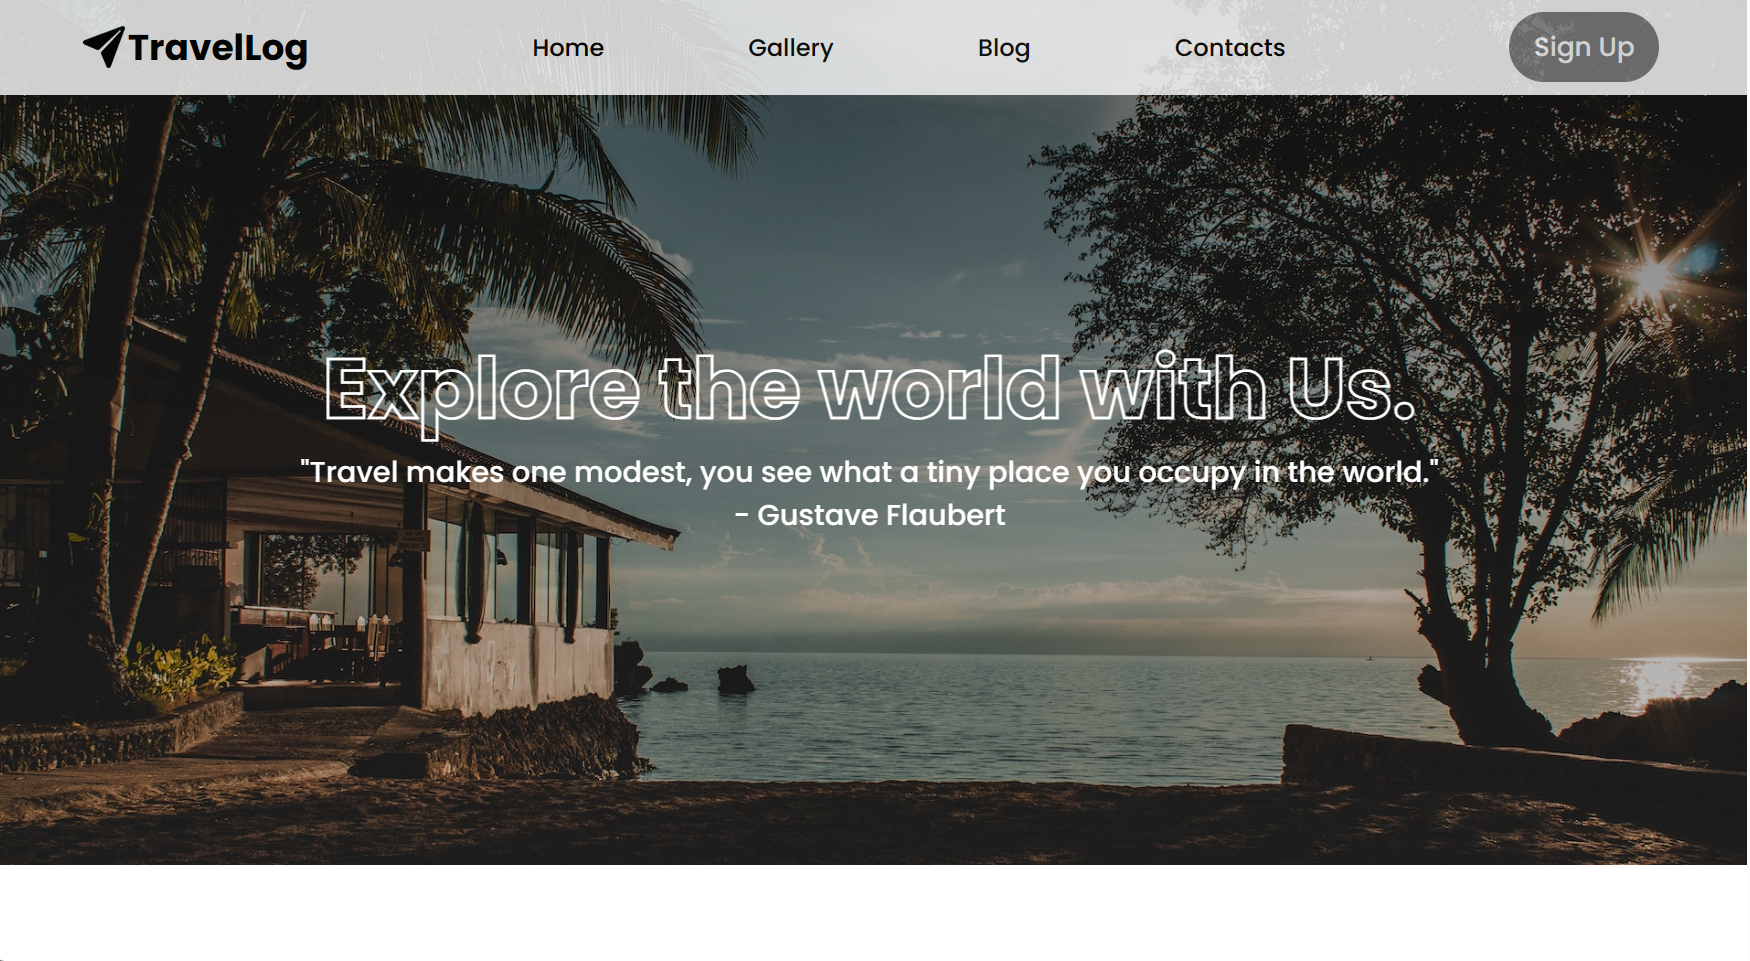 TravelLog
Home
Gallery
Blog
Contacts
Sign Up
Explore the world with Us.
"Travel makes one modest, you see what a tiny place you occupy in the world."
- Gustave Flaubert